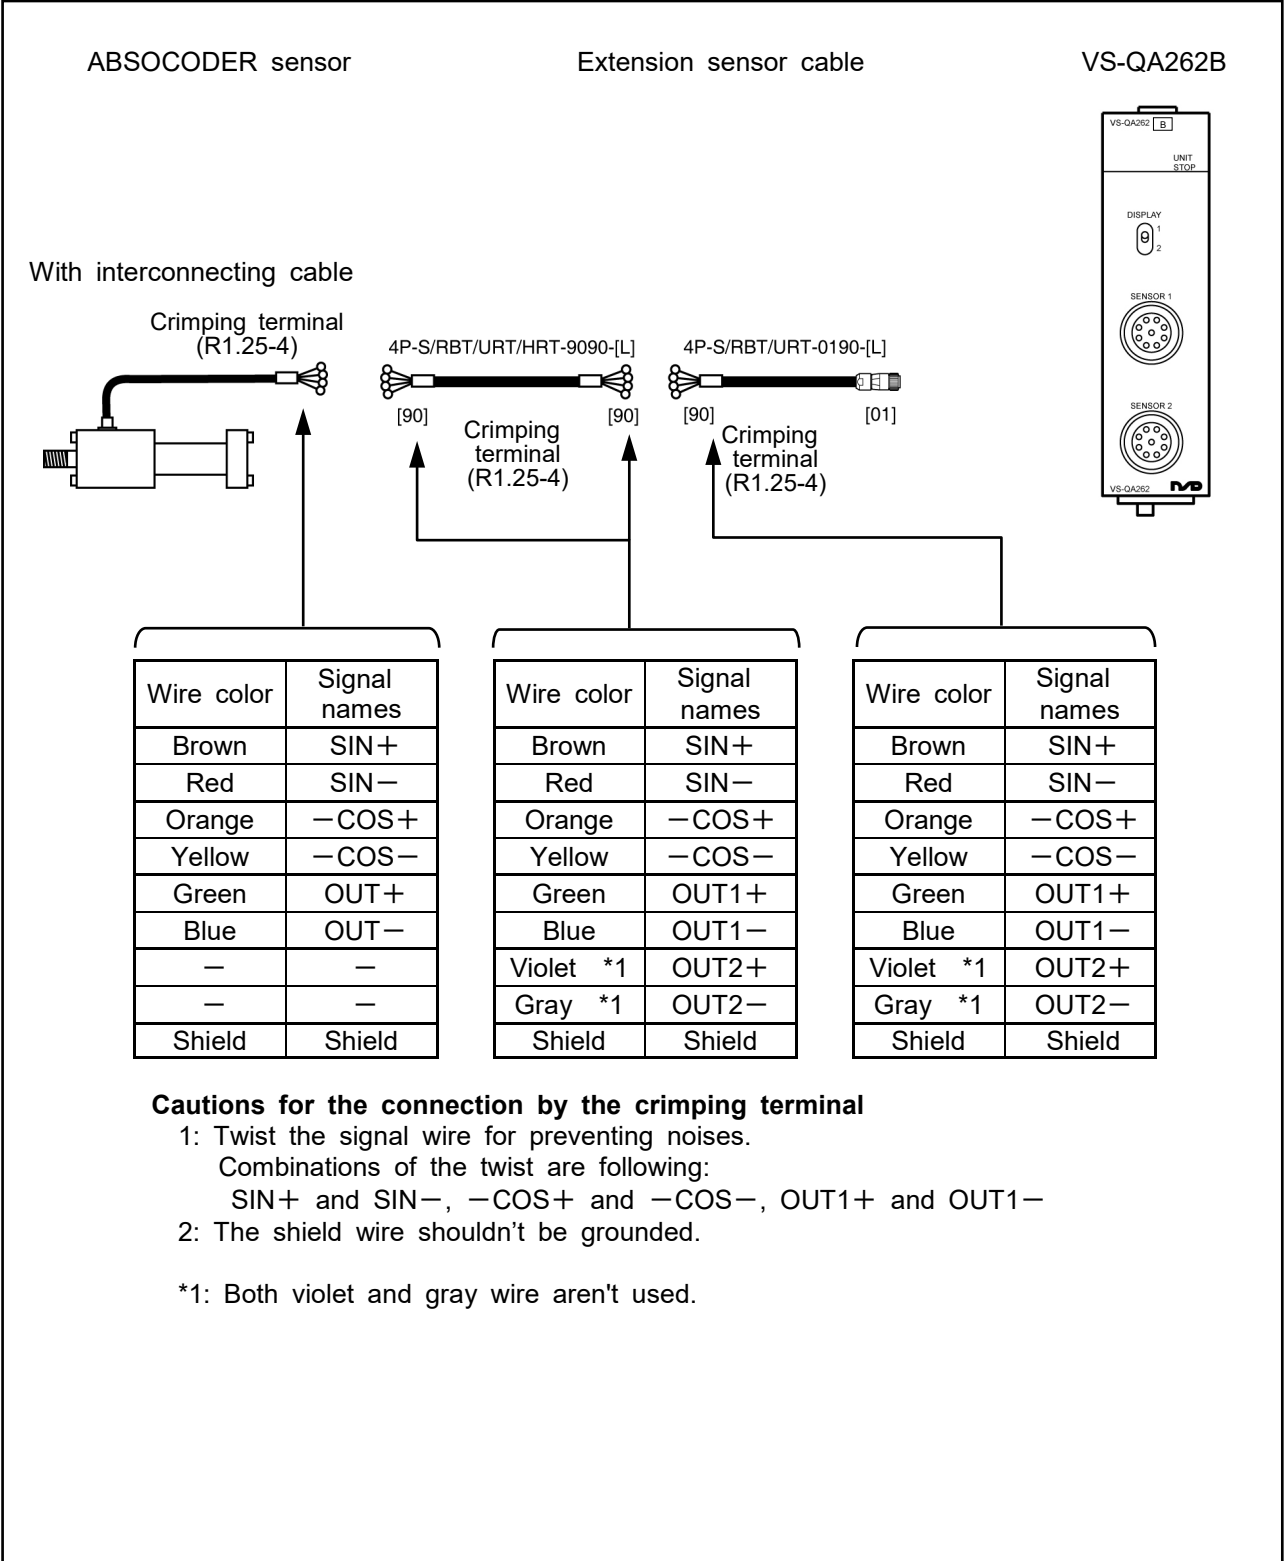 ABSOCODER sensor
Extension sensor cable
VS-QA262B
VS-QA262 B
UNIT
STOP
DISPLAY
1
2
SENSOR 1
SENSOR 2
VS-QA262
NSD
With interconnecting cable
Crimping terminal
(R1.25-4)
4P-S/RBT/URT/HRT-9090-[L]
[90]
[90]
Crimping
terminal
(R1.25-4)
4P-S/RBT/URT-0190-[L]
[90]
[01]
Crimping
terminal
(R1.25-4)
Wire color Signal names
Brown SIN+
Red SIN−
Orange −COS+
Yellow −COS−
Green OUT+
Blue OUT−
− −
− −
Shield Shield
Wire color Signal names
Brown SIN+
Red SIN−
Orange −COS+
Yellow −COS−
Green OUT1+
Blue OUT1−
Violet *1 OUT2+
Gray *1 OUT2−
Shield Shield
Wire color Signal names
Brown SIN+
Red SIN−
Orange −COS+
Yellow −COS−
Green OUT1+
Blue OUT1−
Violet *1 OUT2+
Gray *1 OUT2−
Shield Shield
Cautions for the connection by the crimping terminal
1: Twist the signal wire for preventing noises.
Combinations of the twist are following:
SIN+ and SIN−, −COS+ and −COS−, OUT1+ and OUT1−
2: The shield wire shouldn’t be grounded.
*1: Both violet and gray wire aren't used.